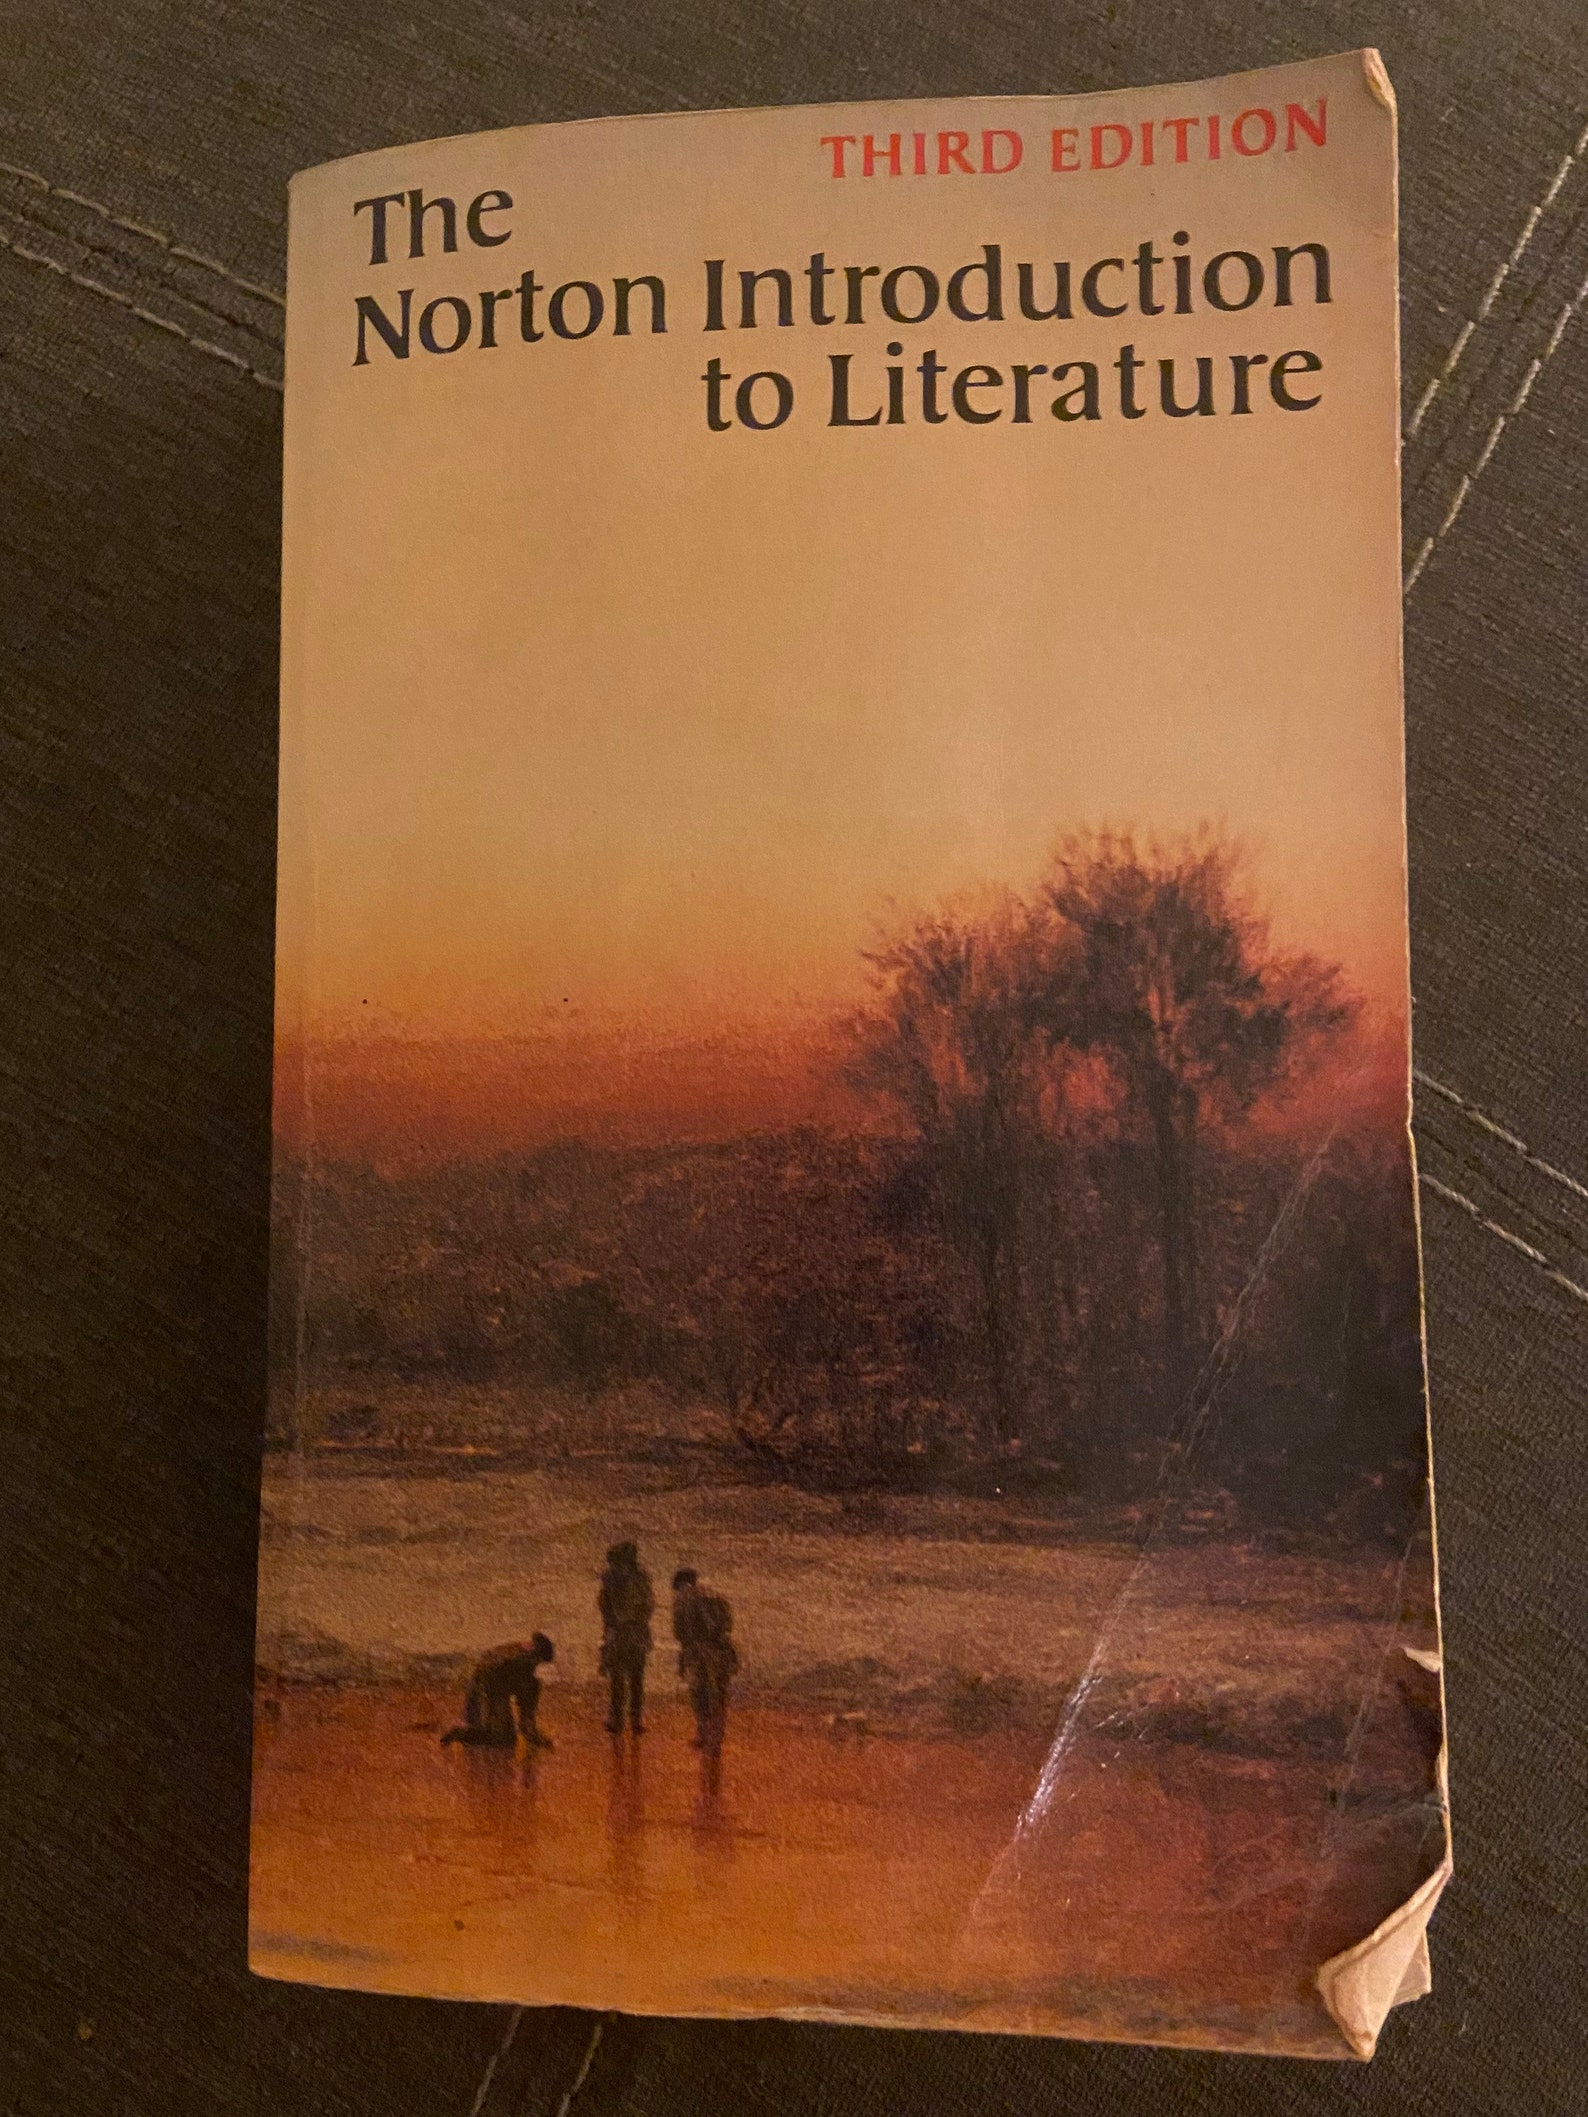 THIRD EDITION
The
Norton Introduction
to Literature